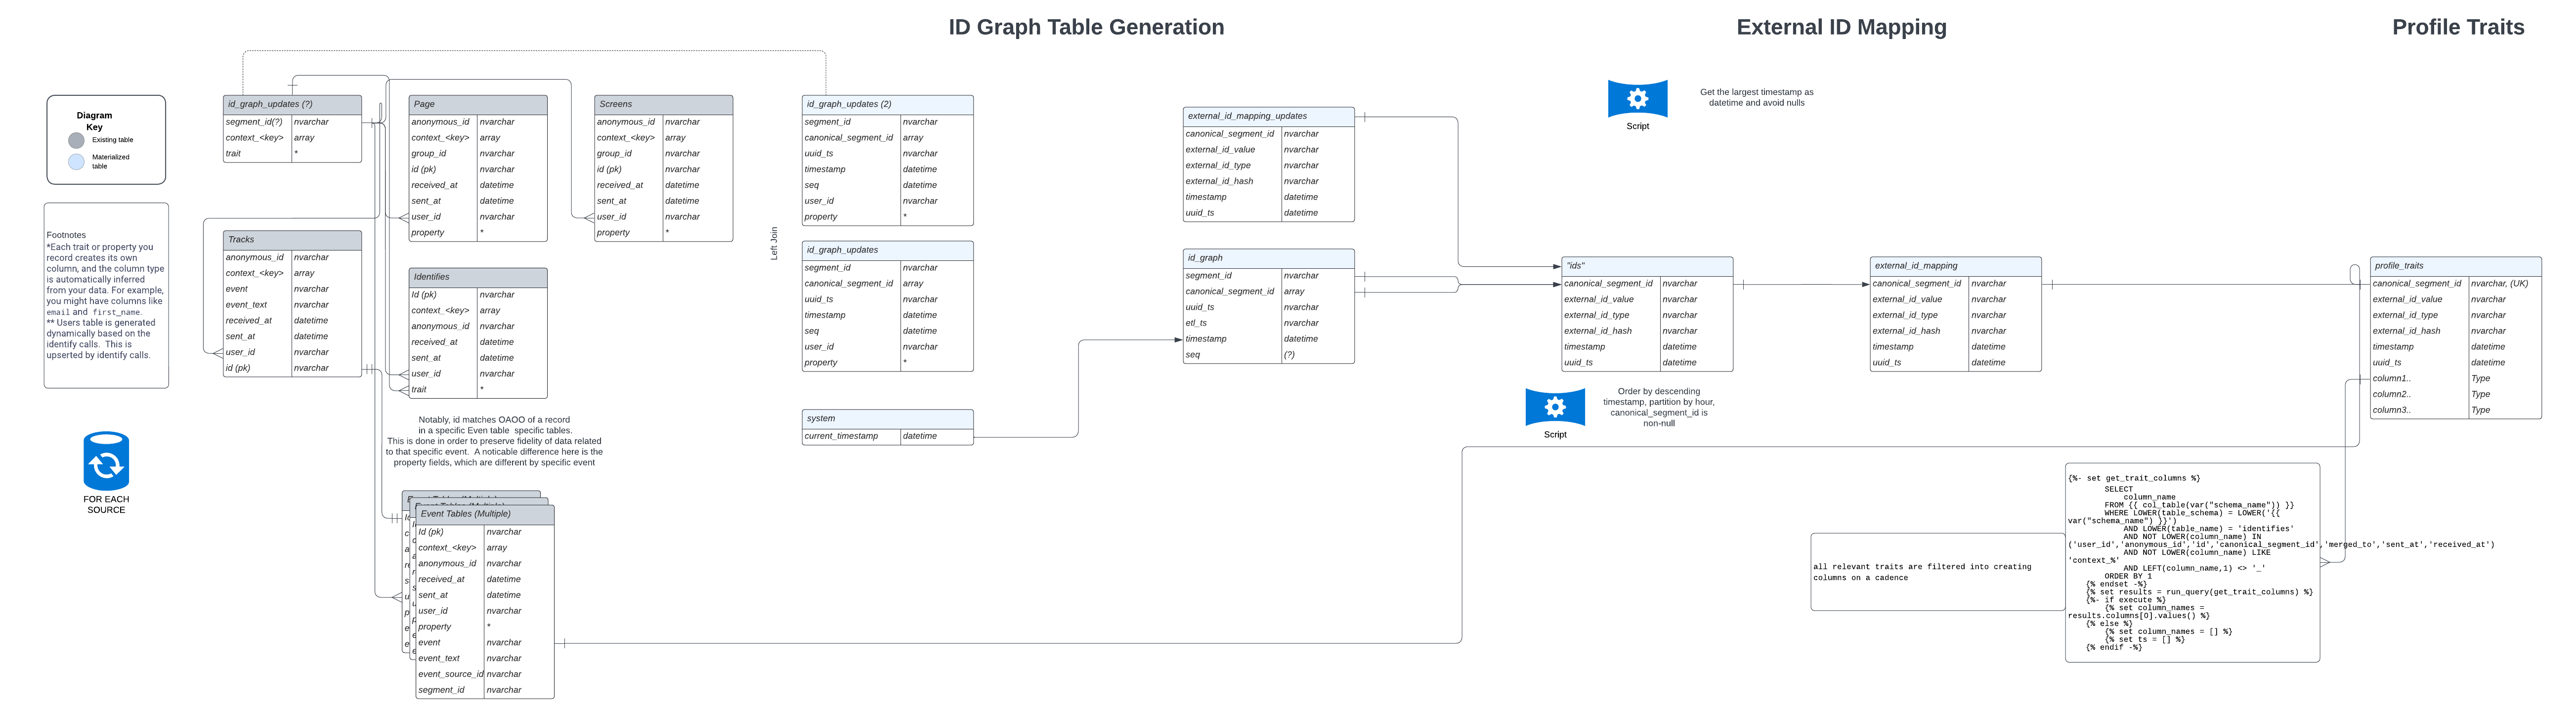 ID Graph Table Generation
External ID Mapping
Profile Traits
Diagram
Key
Existing table
Materialized
table
Footnotes
*Each trait or property you
record creates its own
column, and the column type
is automatically inferred
from your data. For example,
you might have columns like
email and first_name.
** Users table is generated
dynamically based on the
identify calls. This is
upserted by identify calls.
FOR EACH
SOURCE
id_graph_updates (?)
segment_id(?) nvarchar
context_<key> array
trait *
Tracks
anonymous_id nvarchar
context_<key> array
event nvarchar
event_text nvarchar
received_at datetime
sent_at datetime
user_id nvarchar
id (pk) nvarchar
Page
anonymous_id nvarchar
context_<key> array
group_id nvarchar
id (pk) nvarchar
received_at datetime
sent_at datetime
user_id nvarchar
property *
Identifies
Id (pk) nvarchar
context_<key> array
anonymous_id nvarchar
received_at datetime
sent_at datetime
user_id nvarchar
trait *
Notably, id matches OAOO of a record
in a specific Even table specific tables.
This is done in order to preserve fidelity of data related
to that specific event. A noticable difference here is the
property fields, which are different by specific event
Event Tables (Multiple)
Id (pk) nvarchar
context_<key> array
anonymous_id nvarchar
received_at datetime
sent_at datetime
user_id nvarchar
property *
event nvarchar
event_text nvarchar
event_source_id nvarchar
segment_id nvarchar
Screens
anonymous_id nvarchar
context_<key> array
group_id nvarchar
id (pk) nvarchar
received_at datetime
sent_at datetime
user_id nvarchar
property *
Left Join
id_graph_updates (2)
segment_id nvarchar
canonical_segment_id array
uuid_ts nvarchar
timestamp datetime
seq datetime
user_id nvarchar
property *
id_graph_updates
segment_id nvarchar
canonical_segment_id array
uuid_ts nvarchar
timestamp datetime
seq datetime
user_id nvarchar
property *
system
current_timestamp datetime
external_id_mapping_updates
canonical_segment_id nvarchar
external_id_value nvarchar
external_id_type nvarchar
external_id_hash nvarchar
timestamp datetime
uuid_ts datetime
id_graph
segment_id nvarchar
canonical_segment_id array
uuid_ts nvarchar
etl_ts nvarchar
timestamp datetime
seq (?)
Script
Get the largest timestamp as
datetime and avoid nulls
"ids"
canonical_segment_id nvarchar
external_id_value nvarchar
external_id_type nvarchar
external_id_hash nvarchar
timestamp datetime
uuid_ts datetime
Script
Order by descending
timestamp, partition by hour,
canonical_segment_id is
non-null
external_id_mapping
canonical_segment_id nvarchar
external_id_value nvarchar
external_id_type nvarchar
external_id_hash nvarchar
timestamp datetime
uuid_ts datetime
profile_traits
canonical_segment_id nvarchar, (UK)
external_id_value nvarchar
external_id_type nvarchar
external_id_hash nvarchar
timestamp datetime
uuid_ts datetime
column1.. Type
column2.. Type
column3.. Type
all relevant traits are filtered into creating
columns on a cadence
{%- set get_trait_columns %}
SELECT
column_name
FROM {{ col_table(var("schema_name")) }}
WHERE LOWER(table_schema) = LOWER('{{
var("schema_name") }}')
AND LOWER(table_name) = 'identifies'
AND NOT LOWER(column_name) IN
('user_id','anonymous_id','id','canonical_segment_id','merged_to','sent_at','received_at')
AND NOT LOWER(column_name) LIKE
'context_%'
AND LEFT(column_name,1) <> '_'
ORDER BY 1
{% endset -%}
{% set results = run_query(get_trait_columns) %}
{%- if execute %}
{% set column_names =
results.columns[0].values() %}
{% else %}
{% set column_names = [] %}
{% set ts = [] %}
{% endif -%}